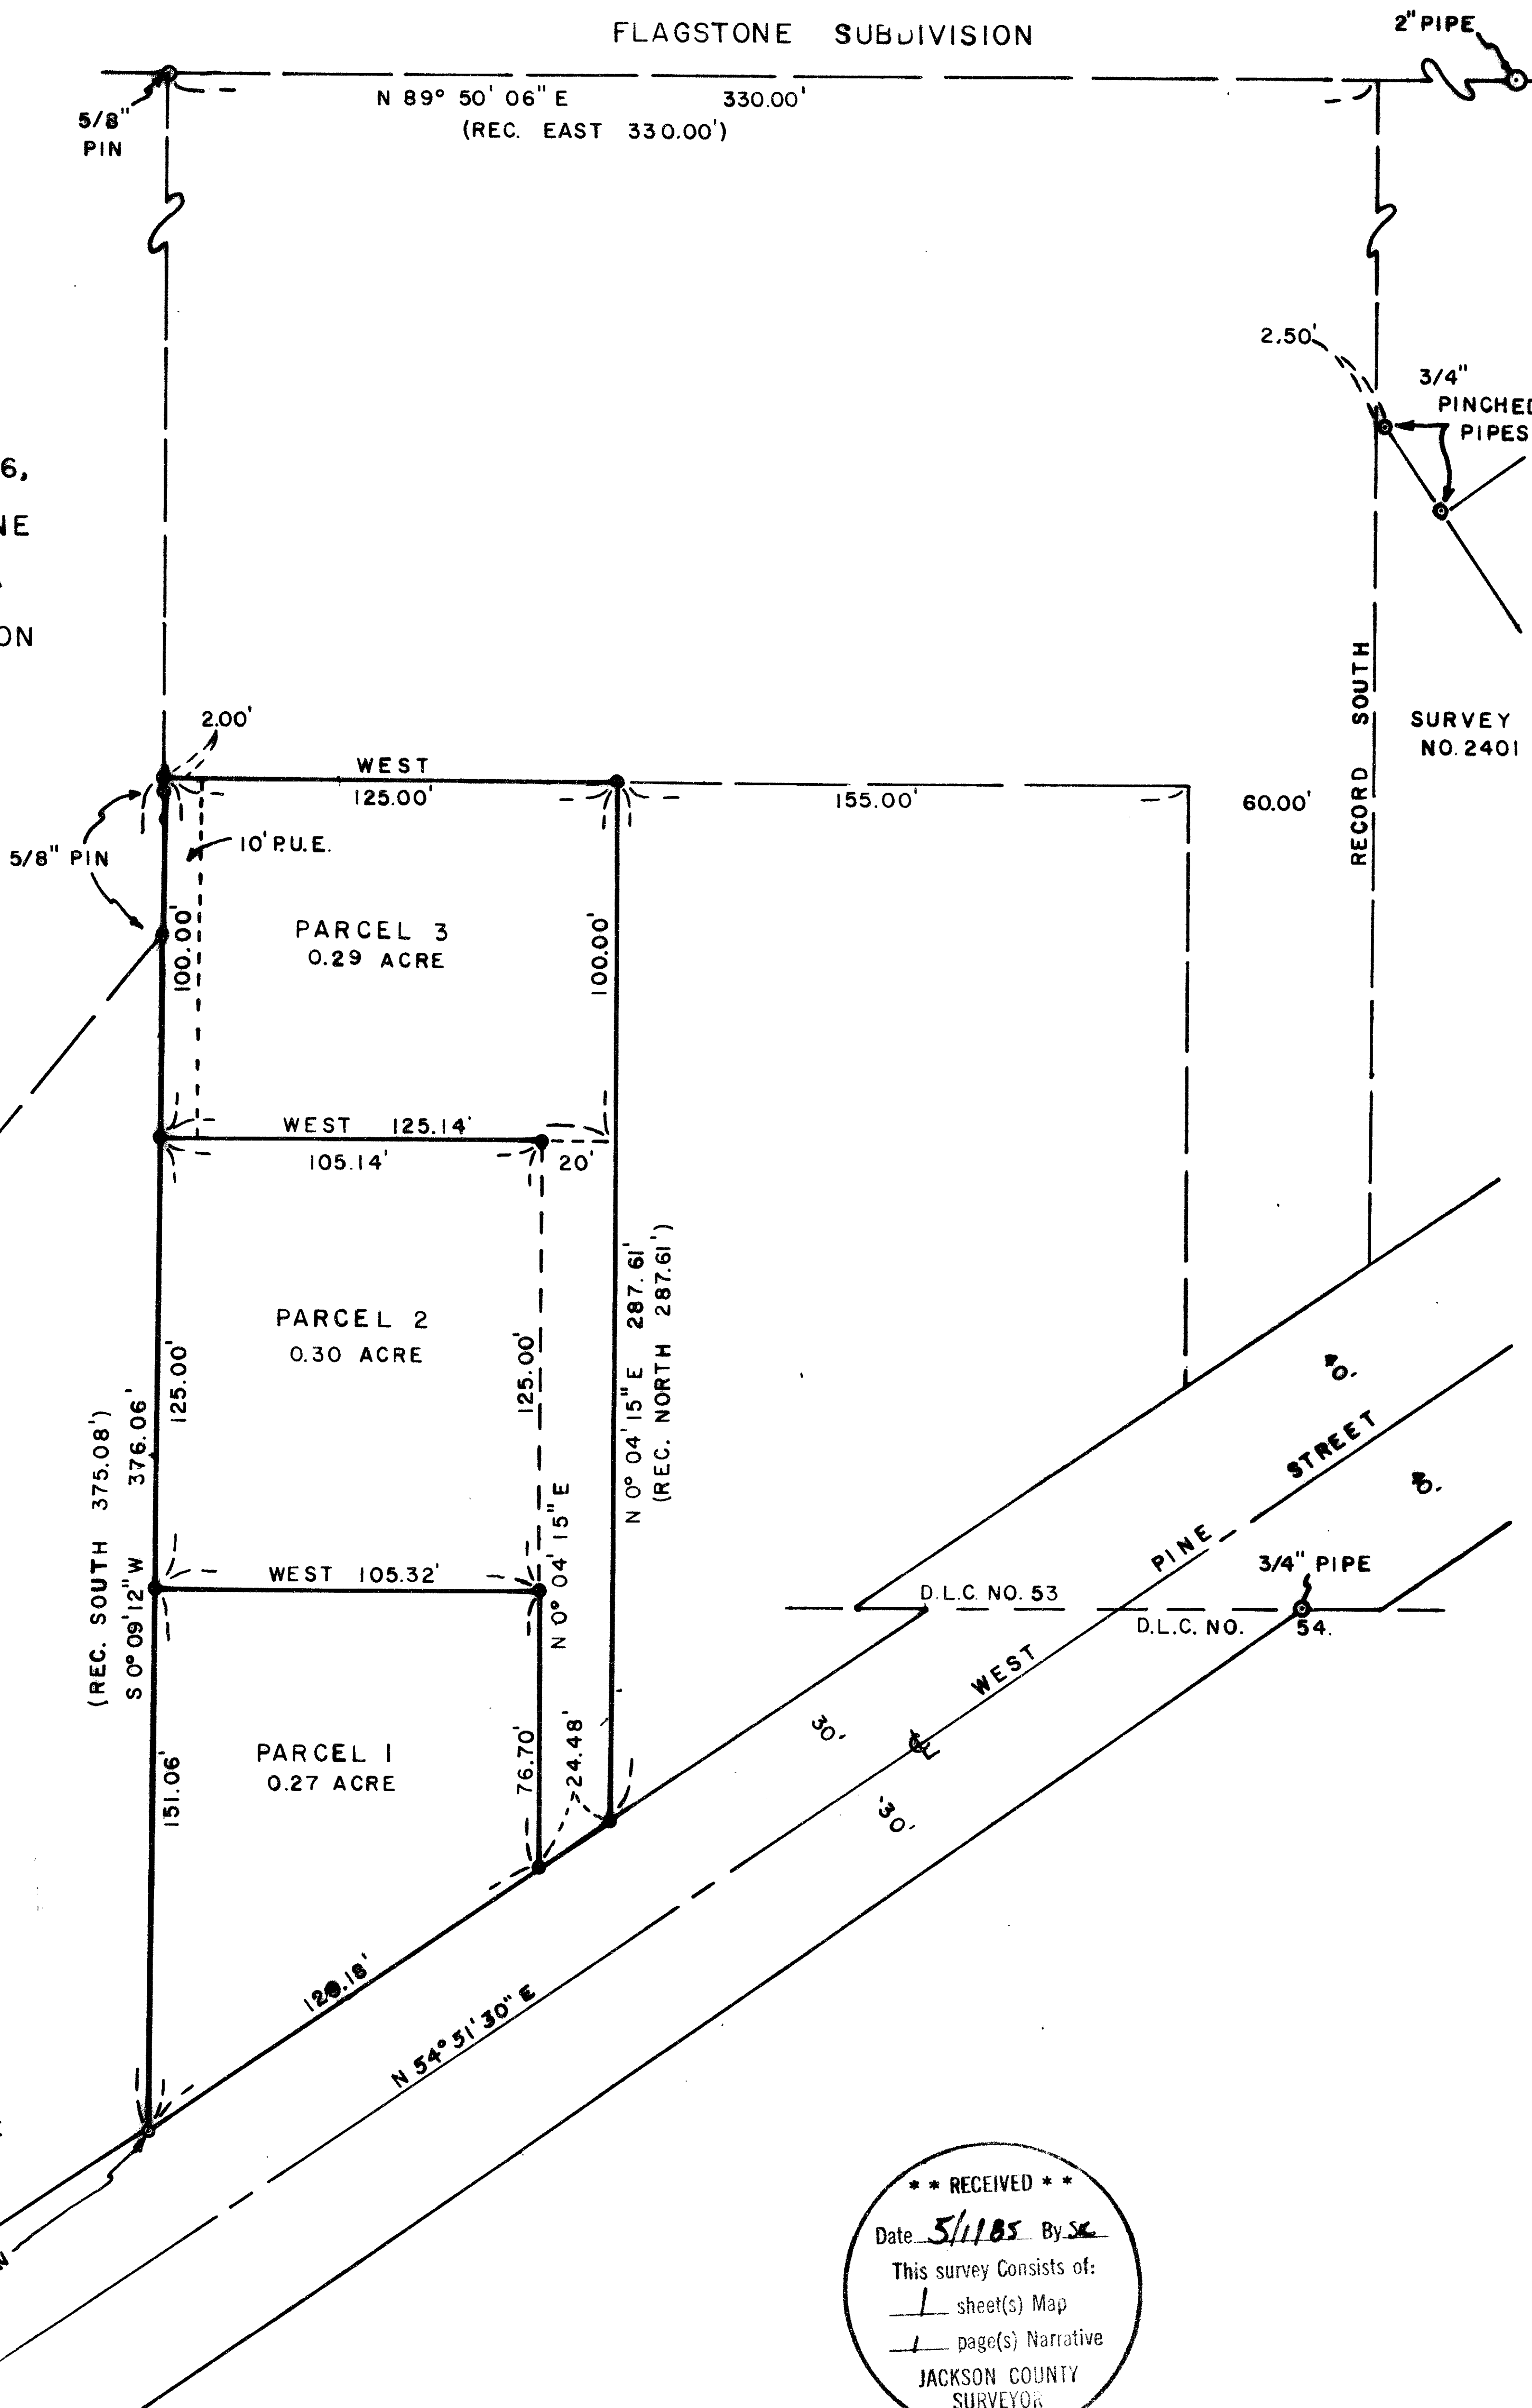 FLAGSTONE SUBDIVISION
2" PIPE
N 89° 50' 06" E 330.00'
(REC. EAST 330.00')
5/8"
PIN
2.50'
3/4"
PINCHED
PIPES
6,
NE
ON
RECORD SOUTH
SURVEY
NO. 2401
2.00'
WEST
125.00'
155.00'
60.00'
10' P.U.E.
5/8" PIN
100.00'
PARCEL 3
0.29 ACRE
100.00'
WEST 125.14'
105.14'
20'
PARCEL 2
0.30 ACRE
125.00'
125.00'
N 0° 04' 15" E 287.61'
(REC. NORTH 287.61')
(REC. SOUTH 375.08')
S 0° 09' 12" W 376.06'
N 0° 04' 15" E
WEST 105.32'
D.L.C. NO. 53
3/4" PIPE
D.L.C. NO. 54.
WEST PINE STREET
30'
℄
30'
PARCEL 1
0.27 ACRE
151.06'
76.70'
24.48'
N 54° 51' 30" E
* * RECEIVED * *
Date 5/1/85 By SK
This survey Consists of:
1 sheet(s) Map
1 page(s) Narrative
JACKSON COUNTY
SURVEYOR